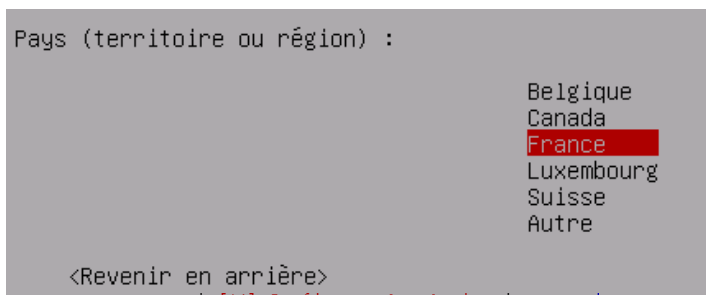 Pays (territoire ou région) :
Belgique
Canada
France
Luxembourg
Suisse
Autre
<Revenir en arrière>